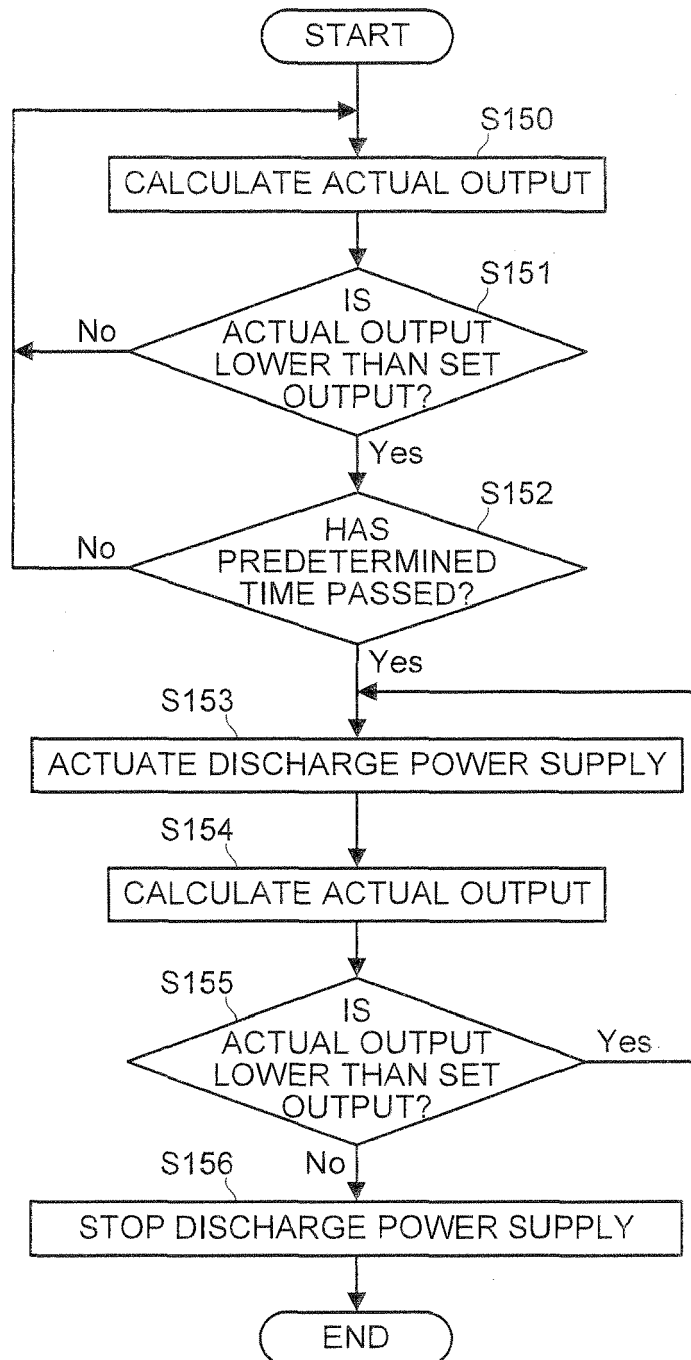 START
S150
CALCULATE ACTUAL OUTPUT
S151
IS
ACTUAL OUTPUT
LOWER THAN SET
OUTPUT?
No
Yes
S152
HAS
PREDETERMINED
TIME PASSED?
No
Yes
S153
ACTUATE DISCHARGE POWER SUPPLY
S154
CALCULATE ACTUAL OUTPUT
S155
IS
ACTUAL OUTPUT
LOWER THAN SET
OUTPUT?
Yes
No
S156
STOP DISCHARGE POWER SUPPLY
END